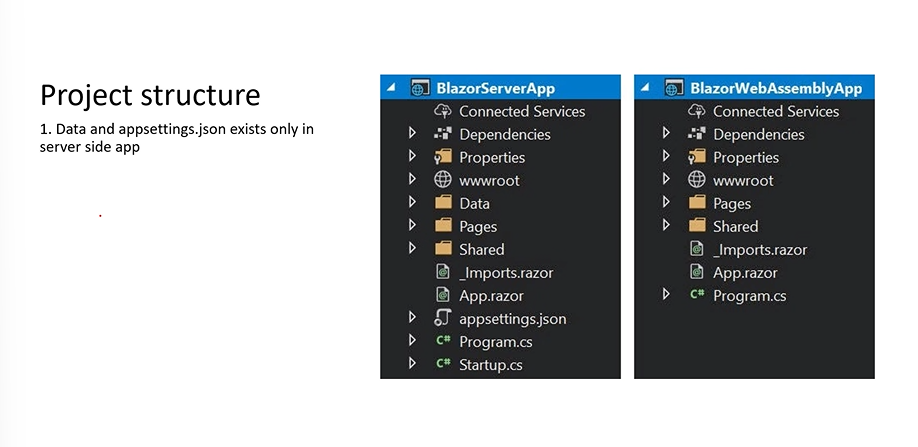 Project structure
1. Data and appsettings.json exists only in
server side app
BlazorServerApp
Connected Services
Dependencies
Properties
wwwroot
Data
Pages
Shared
_Imports.razor
App.razor
appsettings.json
C# Program.cs
C# Startup.cs
BlazorWebAssemblyApp
Connected Services
Dependencies
Properties
wwwroot
Pages
Shared
_Imports.razor
App.razor
C# Program.cs